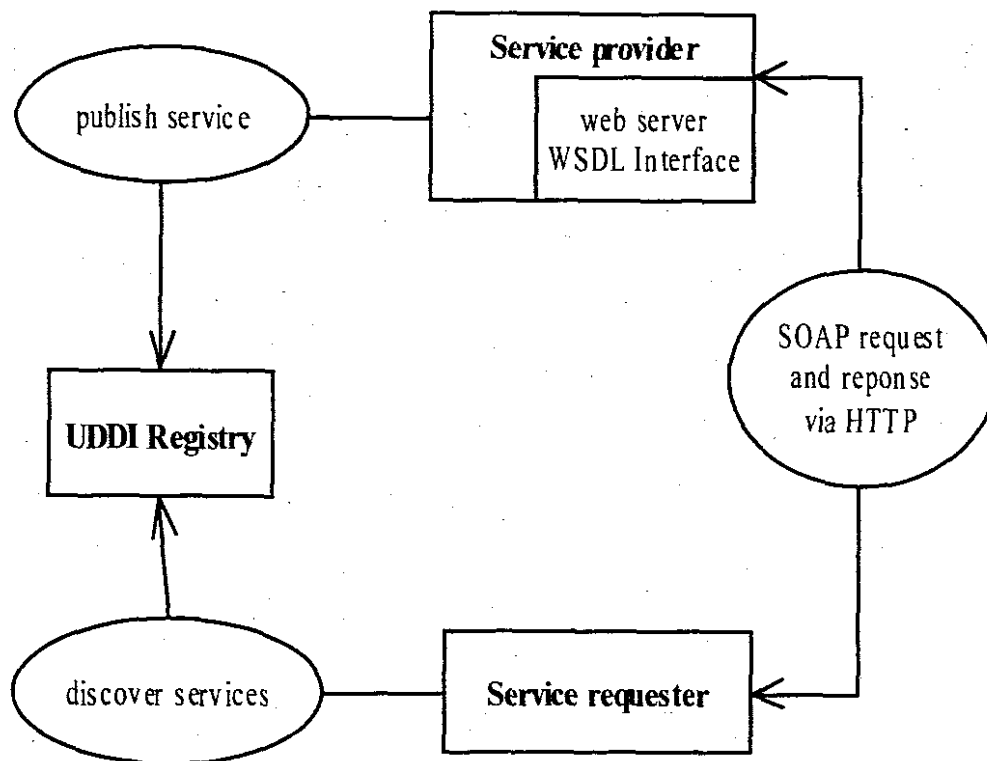 Service provider
publish service
web server
WSDL Interface
SOAP request
and reponse
via HTTP
UDDI Registry
discover services
Service requester